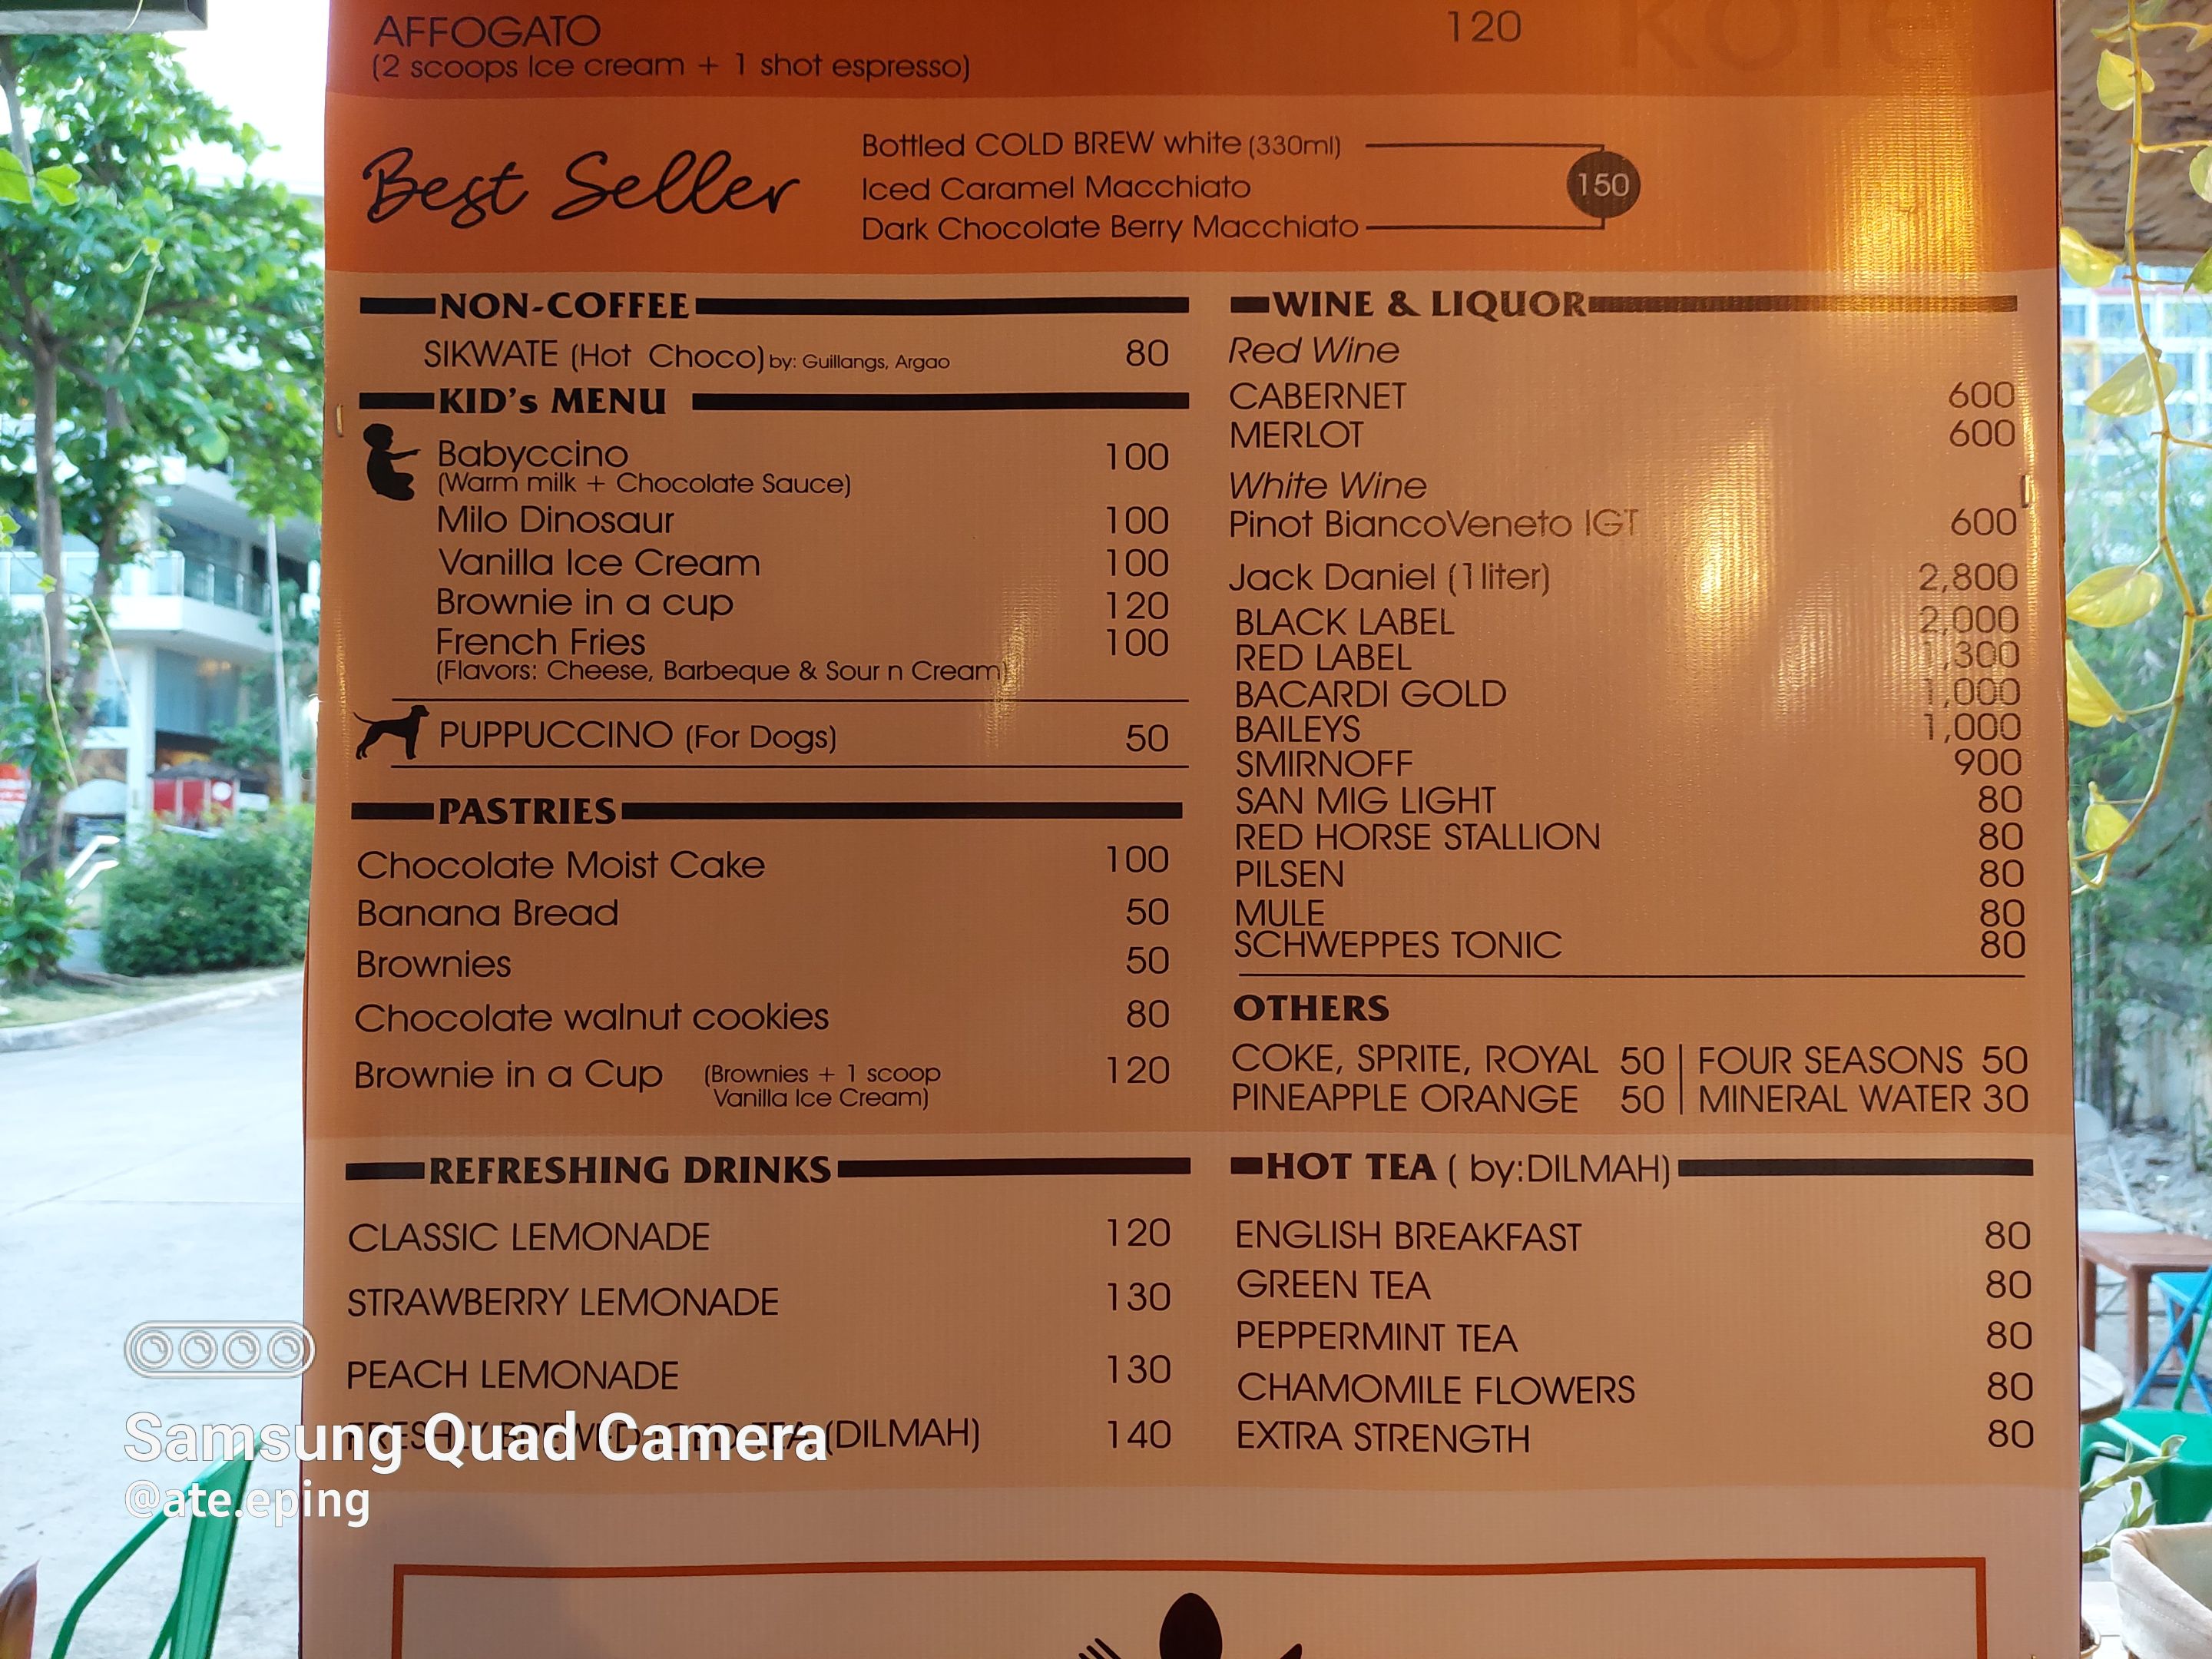 AFFOGATO 120
(2 scoops Ice cream + 1 shot espresso)
Best Seller
Bottled COLD BREW white (330ml)
Iced Caramel Macchiato
Dark Chocolate Berry Macchiato
150
NON-COFFEE
SIKWATE (Hot Choco) by: Guillangs, Argao 80
KID's MENU
Babyccino 100
(Warm milk + Chocolate Sauce)
Milo Dinosaur 100
Vanilla Ice Cream 100
Brownie in a cup 120
French Fries 100
(Flavors: Cheese, Barbeque & Sour n Cream)
PUPPUCCINO (For Dogs) 50
PASTRIES
Chocolate Moist Cake 100
Banana Bread 50
Brownies 50
Chocolate walnut cookies 80
Brownie in a Cup (Brownies + 1 scoop 120
Vanilla Ice Cream)
WINE & LIQUOR
Red Wine
CABERNET 600
MERLOT 600
White Wine
Pinot BiancoVeneto IGT 600
Jack Daniel (1liter) 2,800
BLACK LABEL 2,000
RED LABEL 1,300
BACARDI GOLD 1,000
BAILEYS 1,000
SMIRNOFF 900
SAN MIG LIGHT 80
RED HORSE STALLION 80
PILSEN 80
MULE 80
SCHWEPPES TONIC 80
OTHERS
COKE, SPRITE, ROYAL 50 | FOUR SEASONS 50
PINEAPPLE ORANGE 50 | MINERAL WATER 30
REFRESHING DRINKS
CLASSIC LEMONADE 120
STRAWBERRY LEMONADE 130
PEACH LEMONADE 130
FRESHLY BREWED ICED TEA (DILMAH) 140
HOT TEA ( by:DILMAH)
ENGLISH BREAKFAST 80
GREEN TEA 80
PEPPERMINT TEA 80
CHAMOMILE FLOWERS 80
EXTRA STRENGTH 80
Samsung Quad Camera
@ate.eping